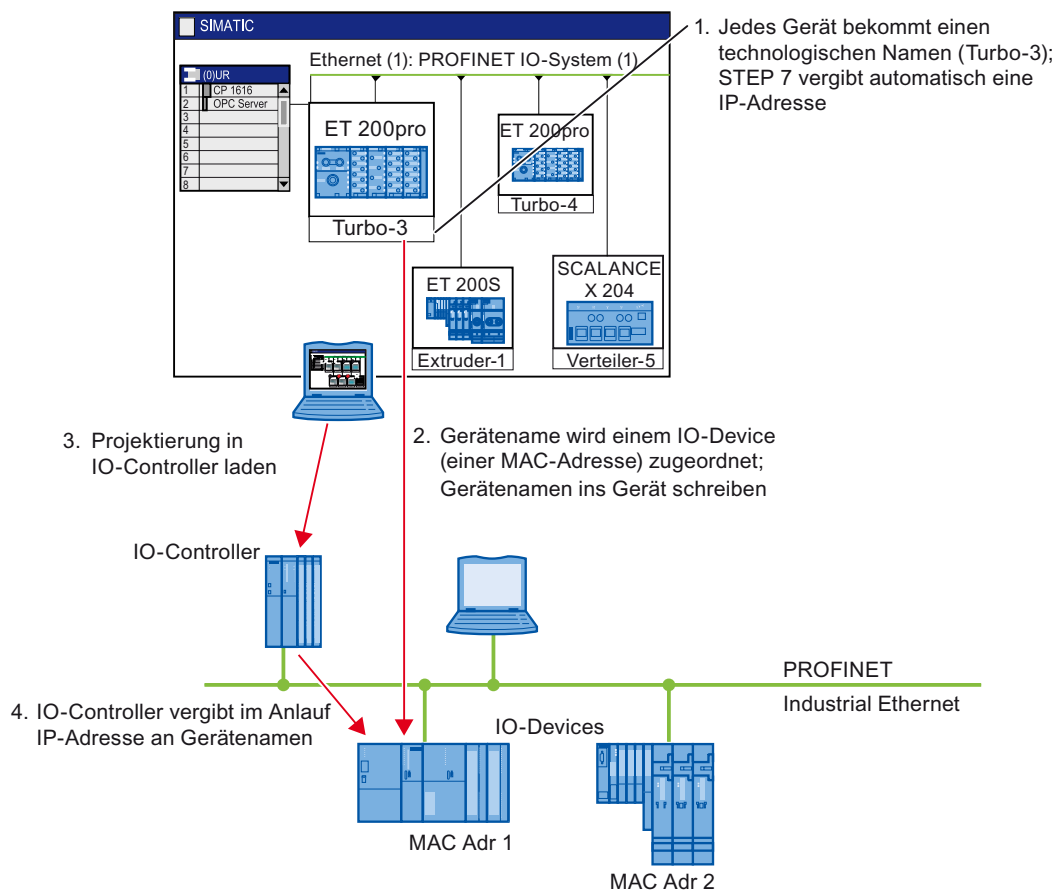 SIMATIC
Ethernet (1): PROFINET IO-System (1)
(0)UR
1 CP 1616
2 OPC Server
3
4
5
6
7
8
ET 200pro
Turbo-3
ET 200pro
Turbo-4
ET 200S
Extruder-1
SCALANCE
X 204
Verteiler-5
1. Jedes Gerät bekommt einen
technologischen Namen (Turbo-3);
STEP 7 vergibt automatisch eine
IP-Adresse
2. Gerätename wird einem IO-Device
(einer MAC-Adresse) zugeordnet;
Gerätenamen ins Gerät schreiben
3. Projektierung in
IO-Controller laden
IO-Controller
PROFINET
Industrial Ethernet
4. IO-Controller vergibt im Anlauf
IP-Adresse an Gerätenamen
IO-Devices
MAC Adr 1
MAC Adr 2